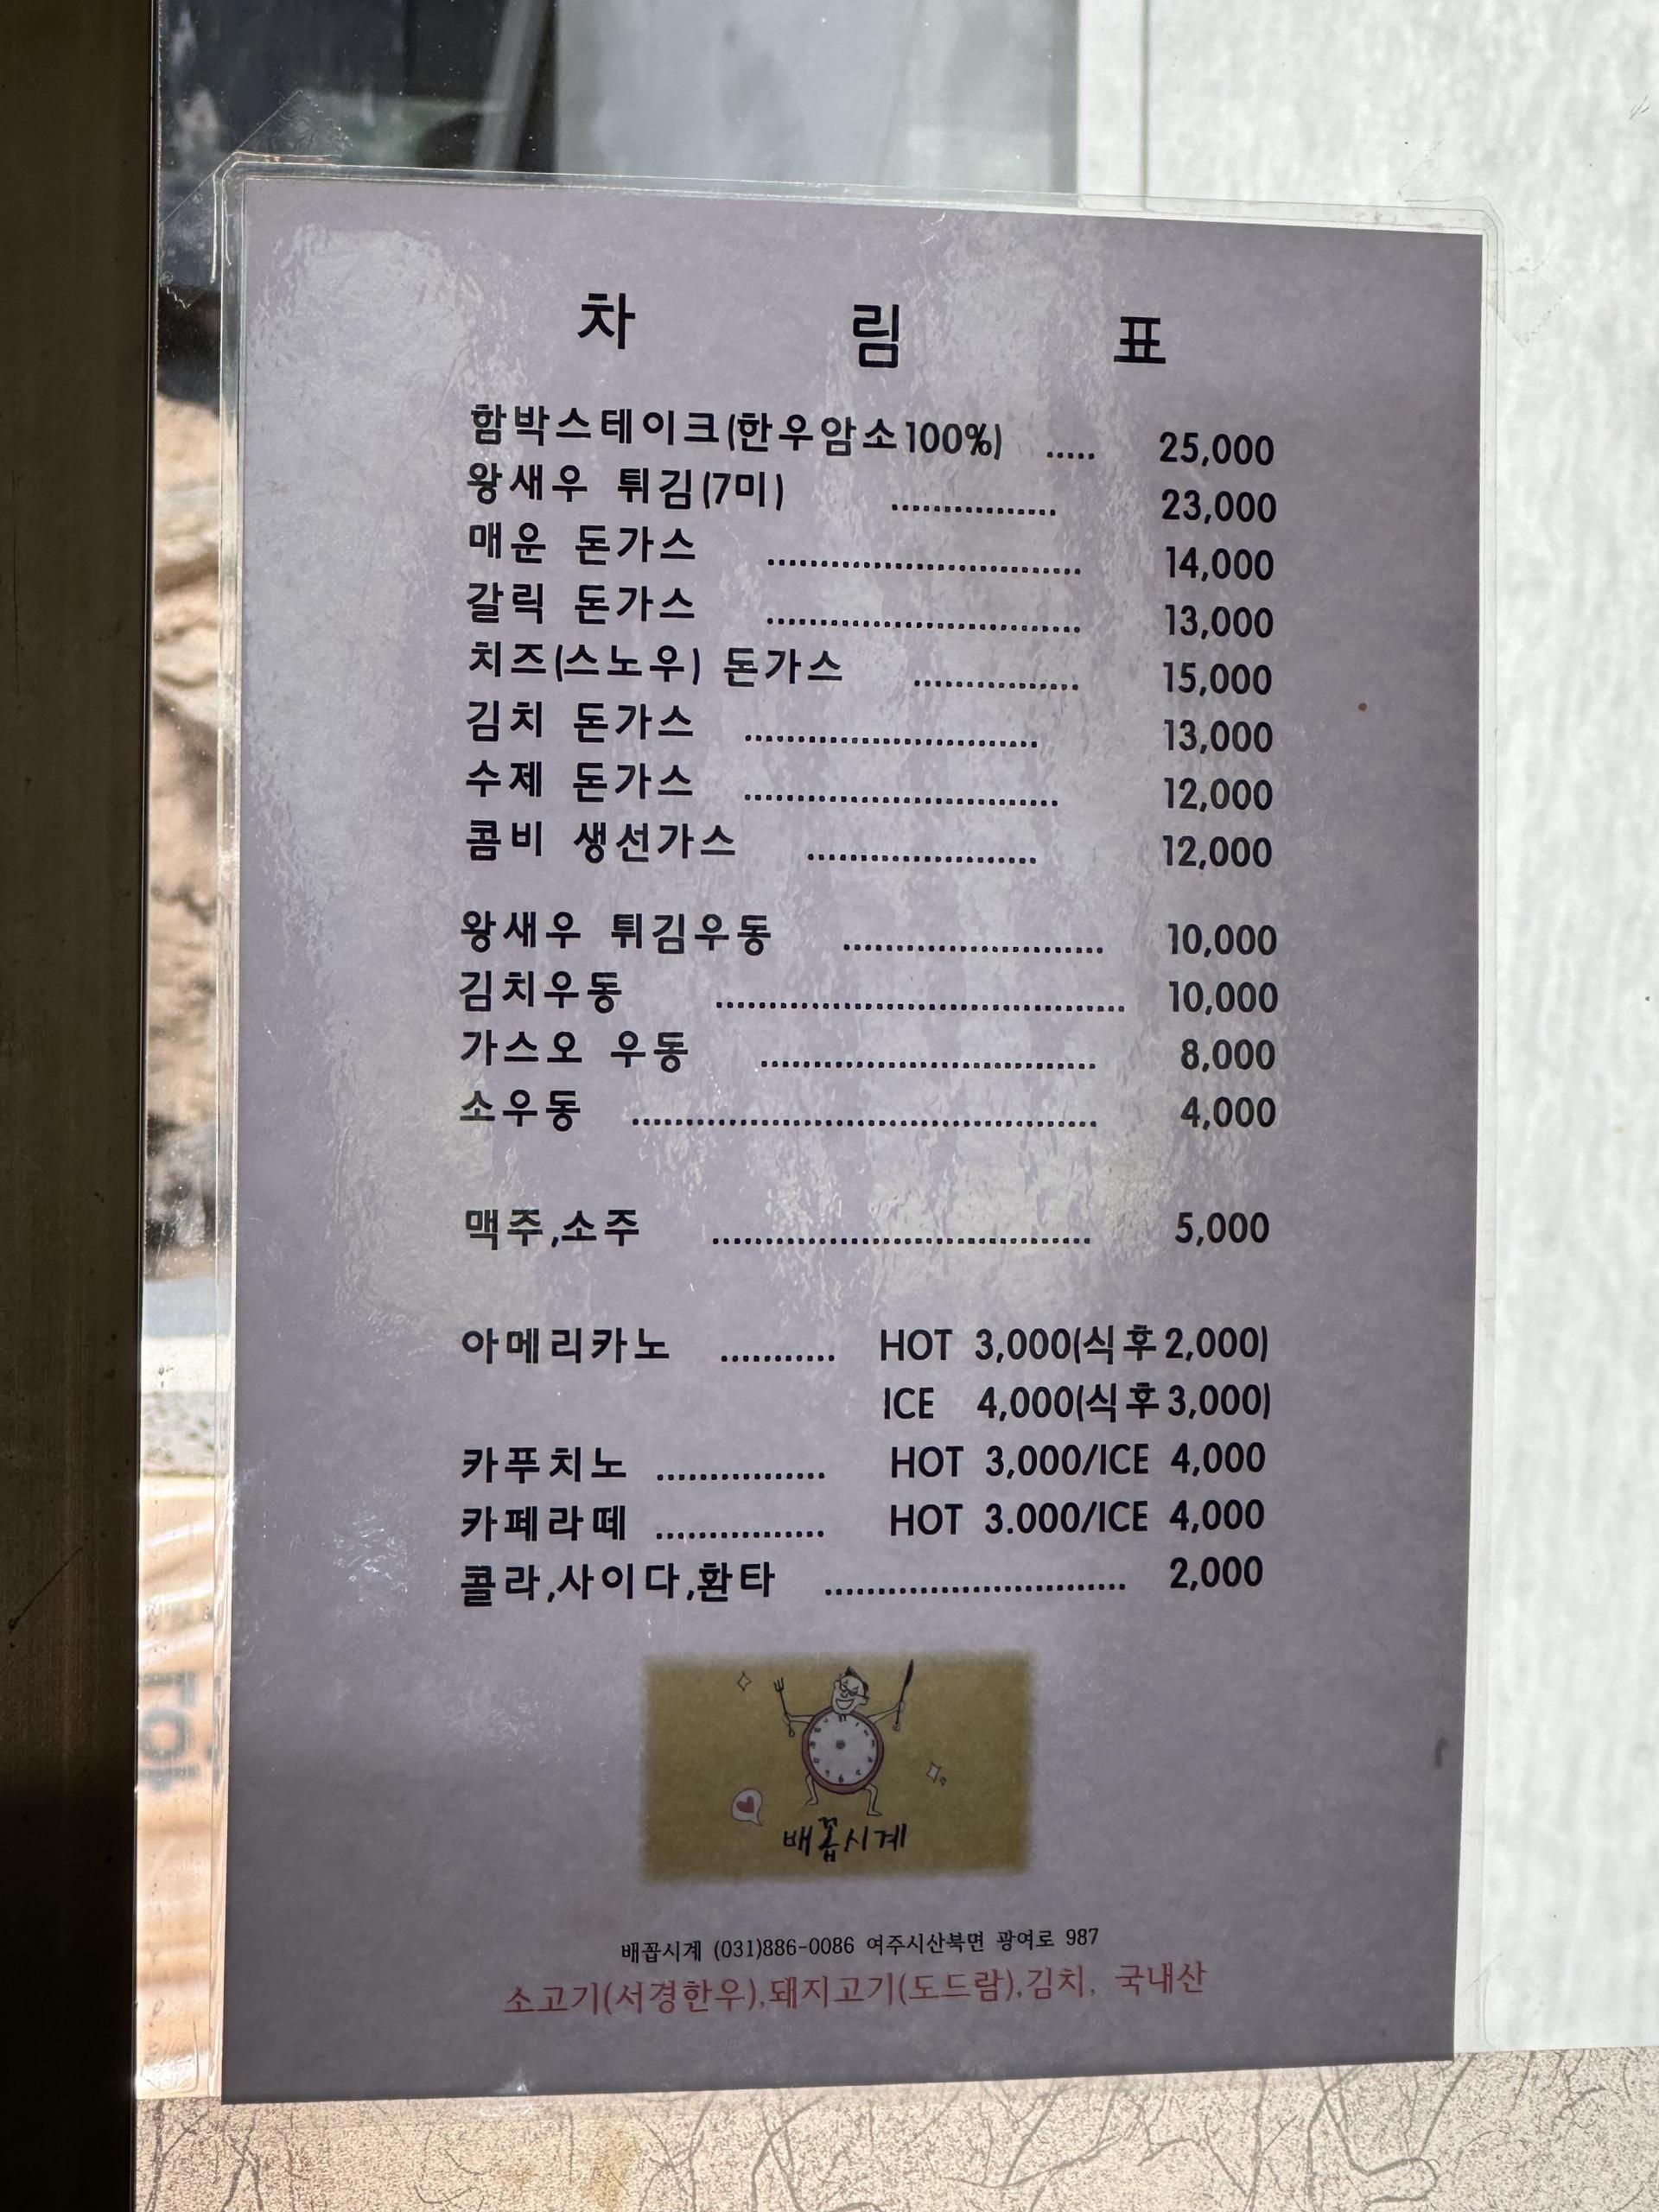 차 림 표
함박스테이크(한우암소100%) ..... 25,000
왕새우 튀김(7미) ................ 23,000
매운 돈가스 .............................. 14,000
갈릭 돈가스 .............................. 13,000
치즈(스노우) 돈가스 ................ 15,000
김치 돈가스 ............................ 13,000
수제 돈가스 .............................. 12,000
콤비 생선가스 ...................... 12,000
왕새우 튀김우동 ......................... 10,000
김치우동 ....................................... 10,000
가스오 우동 ................................ 8,000
소우동 ............................................ 4,000
맥주,소주 .................................... 5,000
아메리카노 ........... HOT 3,000(식후2,000)
ICE 4,000(식후3,000)
카푸치노 ................ HOT 3,000/ICE 4,000
카페라떼 ................ HOT 3.000/ICE 4,000
콜라,사이다,환타 ............................. 2,000
배꼽시계
배꼽시계 (031)886-0086 여주시산북면 광여로 987
소고기(서경한우),돼지고기(도드람),김치, 국내산